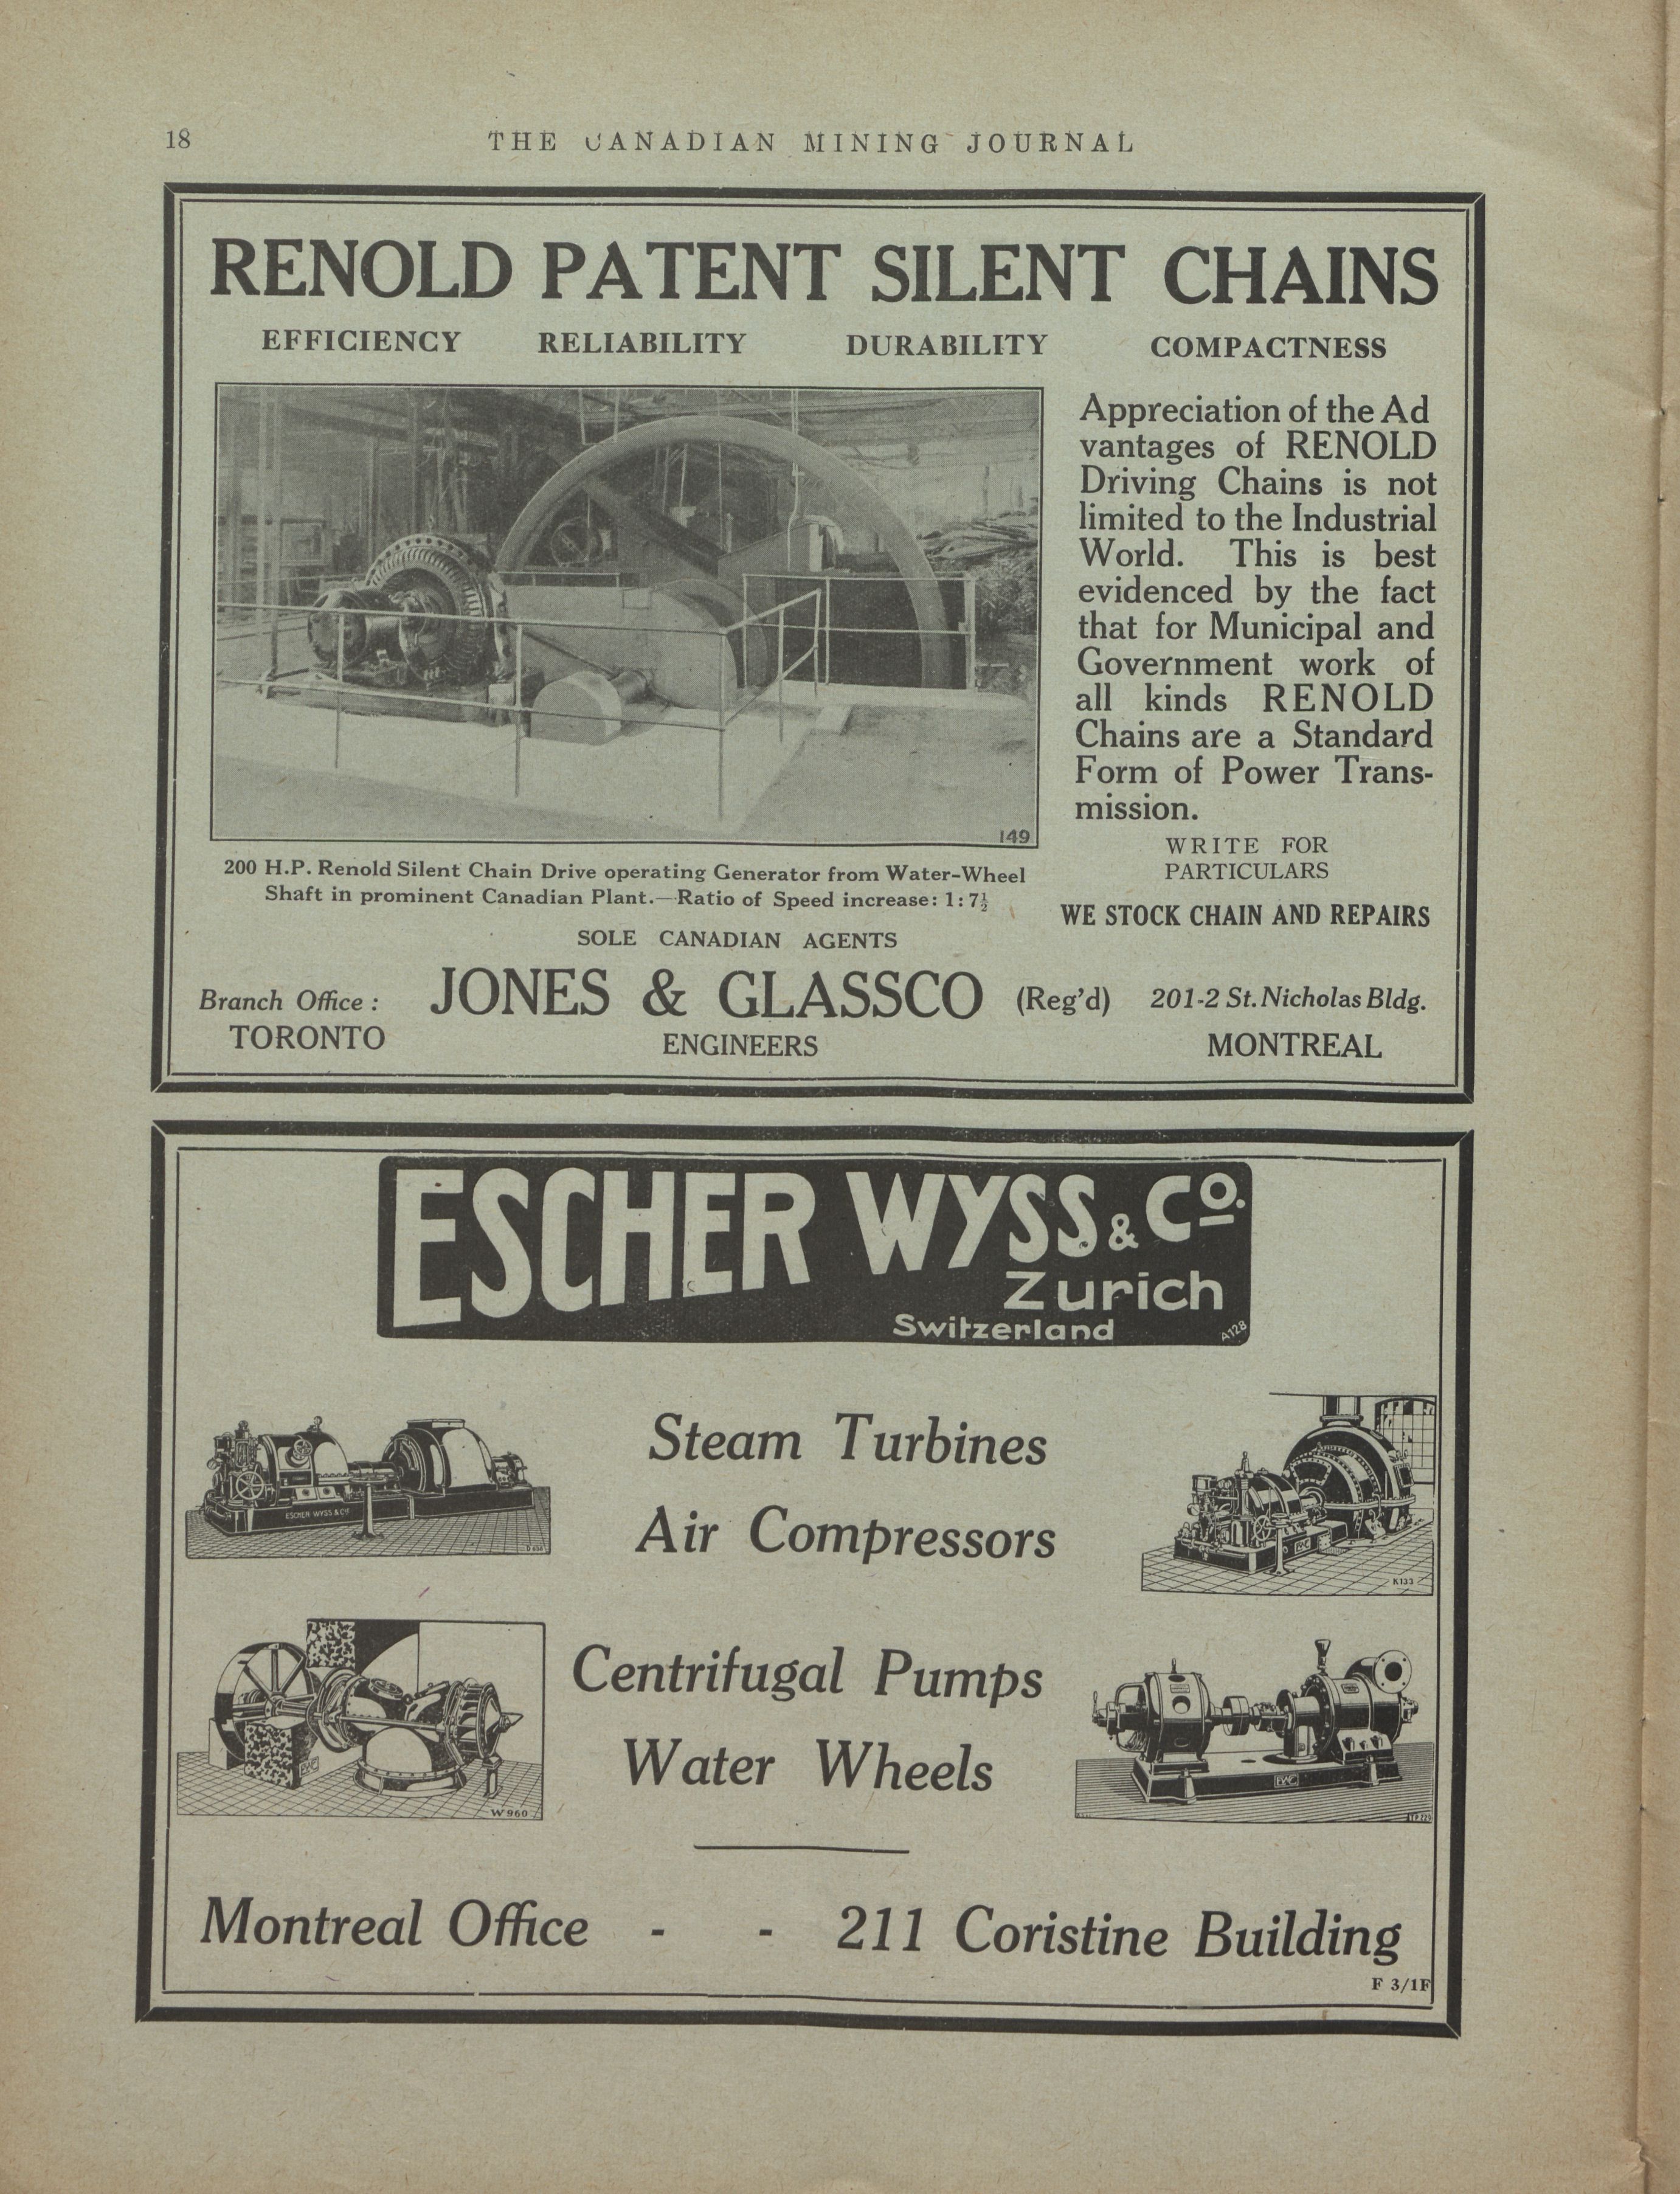 18
THE CANADIAN MINING JOURNAL
RENOLD PATENT SILENT CHAINS
EFFICIENCY RELIABILITY DURABILITY COMPACTNESS
149
Appreciation of the Ad
vantages of RENOLD
Driving Chains is not
limited to the Industrial
World. This is best
evidenced by the fact
that for Municipal and
Government work of
all kinds RENOLD
Chains are a Standard
Form of Power Trans-
mission.
WRITE FOR
PARTICULARS
WE STOCK CHAIN AND REPAIRS
200 H.P. Renold Silent Chain Drive operating Generator from Water-Wheel
Shaft in prominent Canadian Plant.—Ratio of Speed increase: 1:7½
SOLE CANADIAN AGENTS
Branch Office: JONES & GLASSCO (Reg'd) 201-2 St. Nicholas Bldg.
TORONTO ENGINEERS MONTREAL
ESCHER WYSS & Co.
Zurich
Switzerland
A128
Steam Turbines
Air Compressors
ESCHER WYSS & Co
EWC
K133
Centrifugal Pumps
Water Wheels
EWC
W960
EWC
Montreal Office - - 211 Coristine Building
F 3/1F